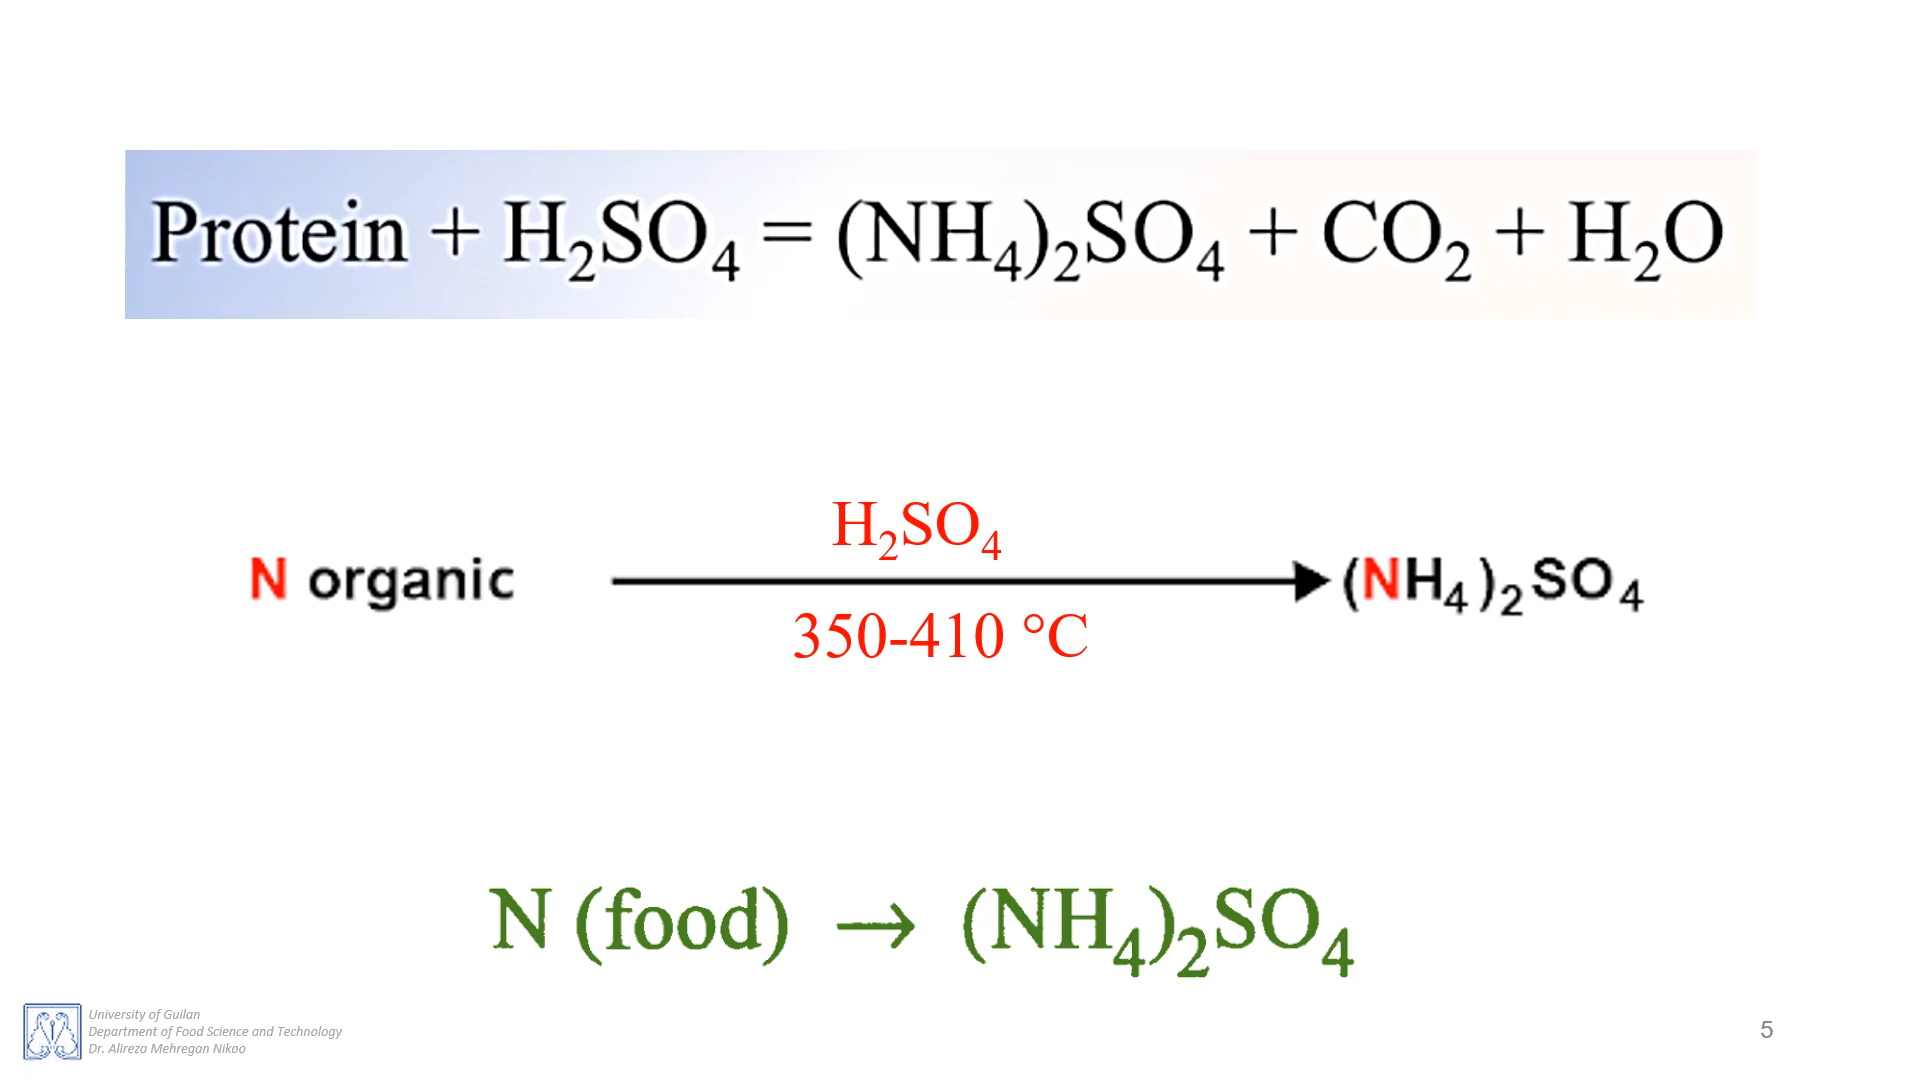 Protein + H₂SO₄ = (NH₄)₂SO₄ + CO₂ + H₂O
H₂SO₄
N organic (NH₄)₂SO₄
350-410 °C
N (food) → (NH₄)₂SO₄
University of Guilan
Department of Food Science and Technology
Dr. Alireza Mehregan Nikoo
5